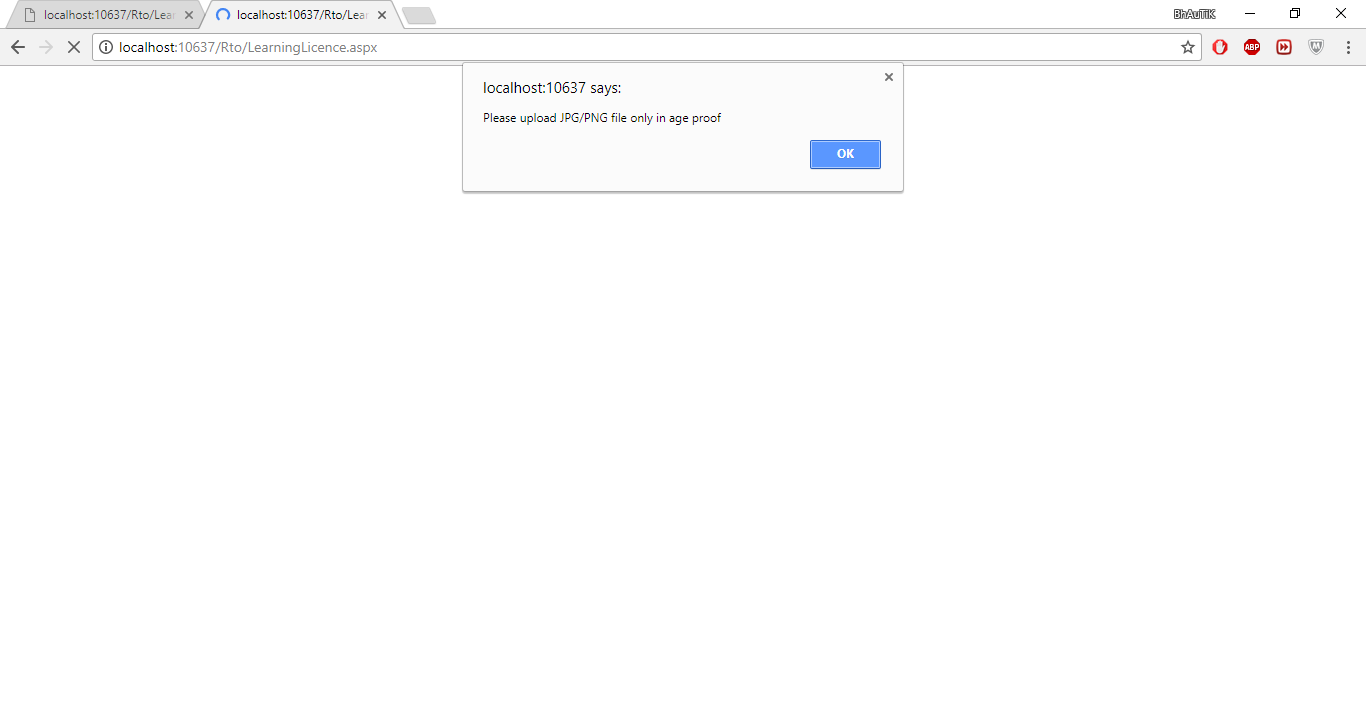 localhost:10637/Rto/Lear
localhost:10637/Rto/Lear
BhAuTiK
localhost:10637/Rto/LearningLicence.aspx
ABP
localhost:10637 says:
Please upload JPG/PNG file only in age proof
OK